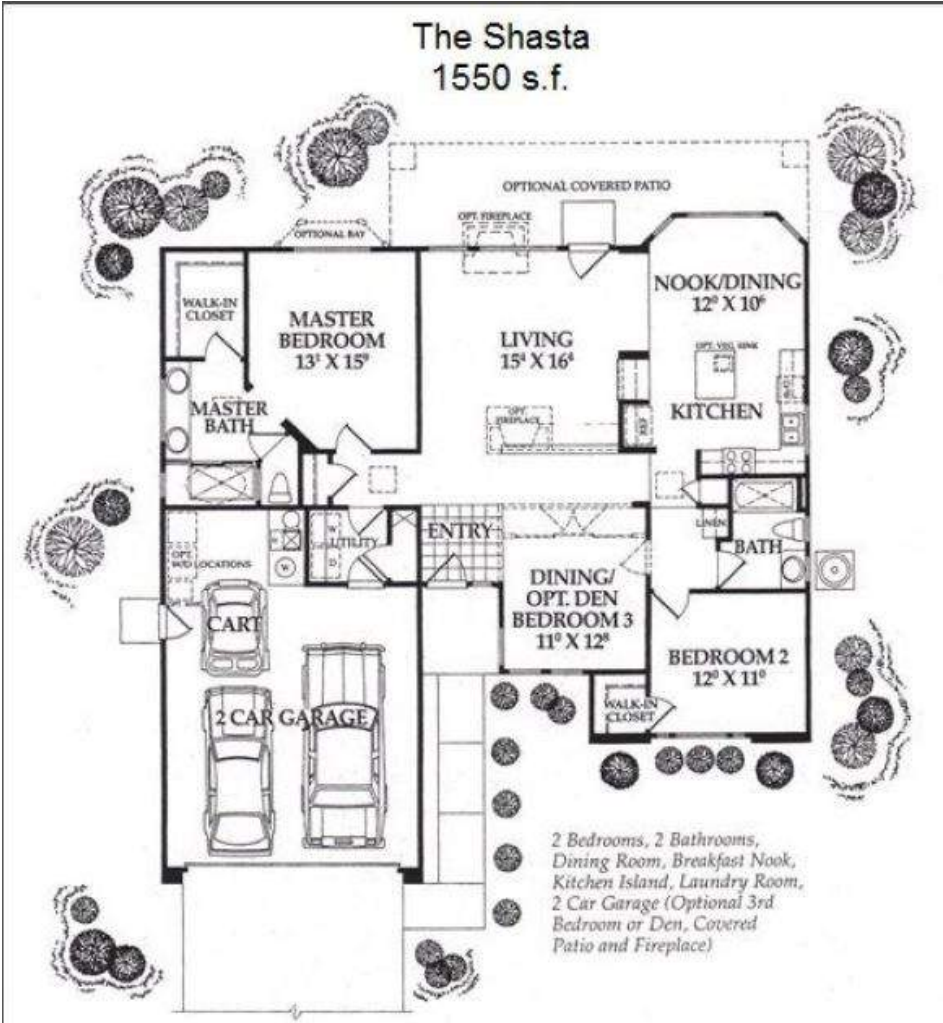 The Shasta
1550 s.f.
OPTIONAL COVERED PATIO
OPT. FIREPLACE
OPTIONAL BAY
WALK-IN
CLOSET
MASTER
BEDROOM
13¹ X 15⁹
LIVING
15⁴ X 16⁴
NOOK/DINING
12⁰ X 10⁶
OPT. VEG. SINK
KITCHEN
REF
MASTER
BATH
OPT.
FIREPLACE
ENTRY
UTILITY
W
D
LINEN
BATH
OPT.
W/D LOCATIONS
W
CART
DINING/
OPT. DEN
BEDROOM 3
11⁰ X 12⁸
BEDROOM 2
12⁰ X 11⁰
WALK-IN
CLOSET
2 CAR GARAGE
2 Bedrooms, 2 Bathrooms,
Dining Room, Breakfast Nook,
Kitchen Island, Laundry Room,
2 Car Garage (Optional 3rd
Bedroom or Den, Covered
Patio and Fireplace)